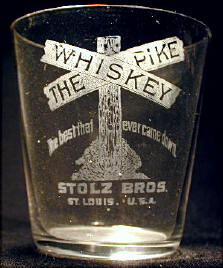 WHISKEY PIKE
THE
The best that ever came down.
STOLZ BROS.
ST. LOUIS. U.S.A.